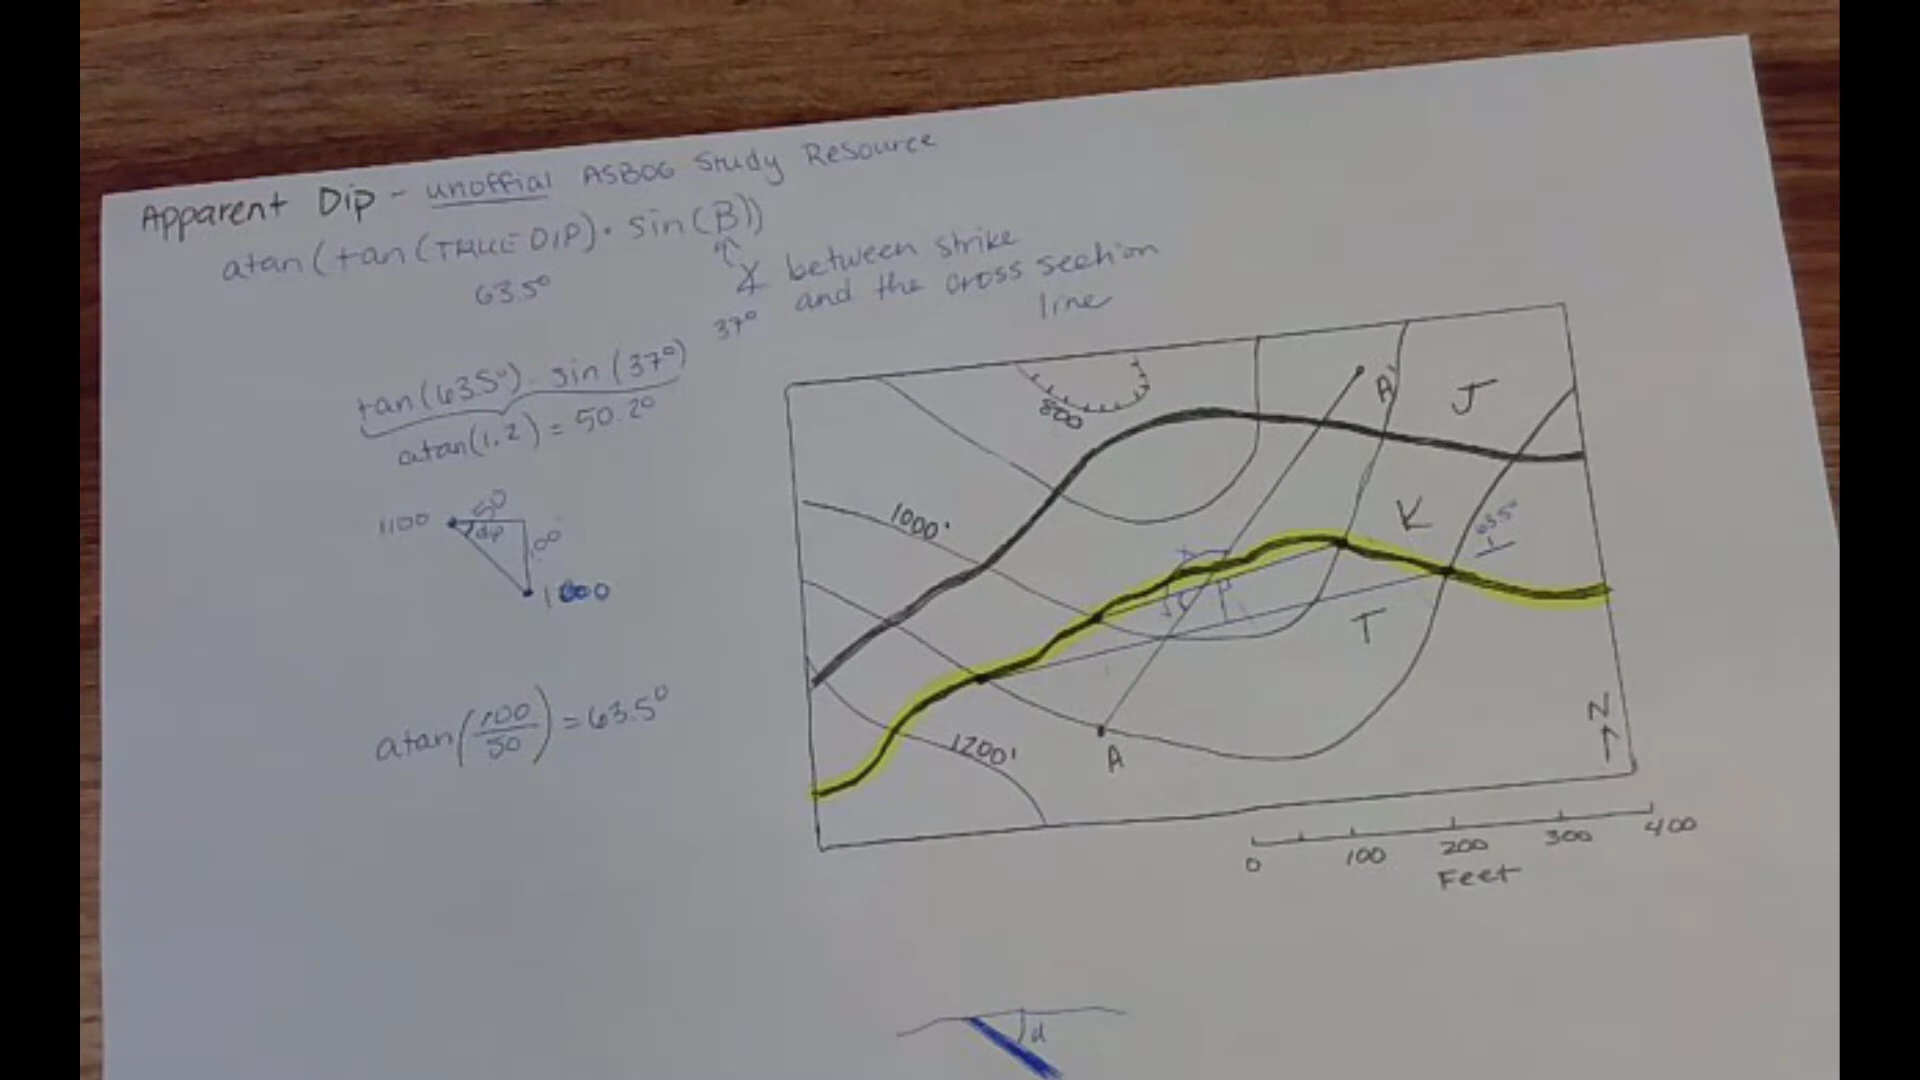 Apparent Dip - unoffial ASBOG Study Resource
atan(tan(TRUE DIP) · sin(B))
63.5°
∡ between strike
and the cross section
line
37°
tan(63.5°) · sin(37°)
atan(1.2) = 50.2°
1100
50
dip
1000
atan(100/50) = 63.5°
800
A'
J
1000'
K
63.5°
T
1200'
A
N
0 100 200 300 400
Feet
d